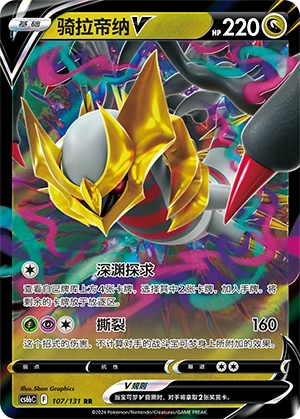 基础
骑拉帝纳V
HP 220
深渊探求
查看自己牌库上方4张卡牌，选择其中2张卡牌，加入手牌。将
剩余的卡牌放于放逐区。
撕裂 160
这个招式的伤害，不计算对手的战斗宝可梦身上所附加的效果。
弱点 抗性 撤退
Illus.5ban Graphics
V规则
CS6bC F 107/131 RR
当宝可梦V昏厥时，对手将拿取2张奖赏卡。
©2024 Pokémon/Nintendo/Creatures/GAME FREAK